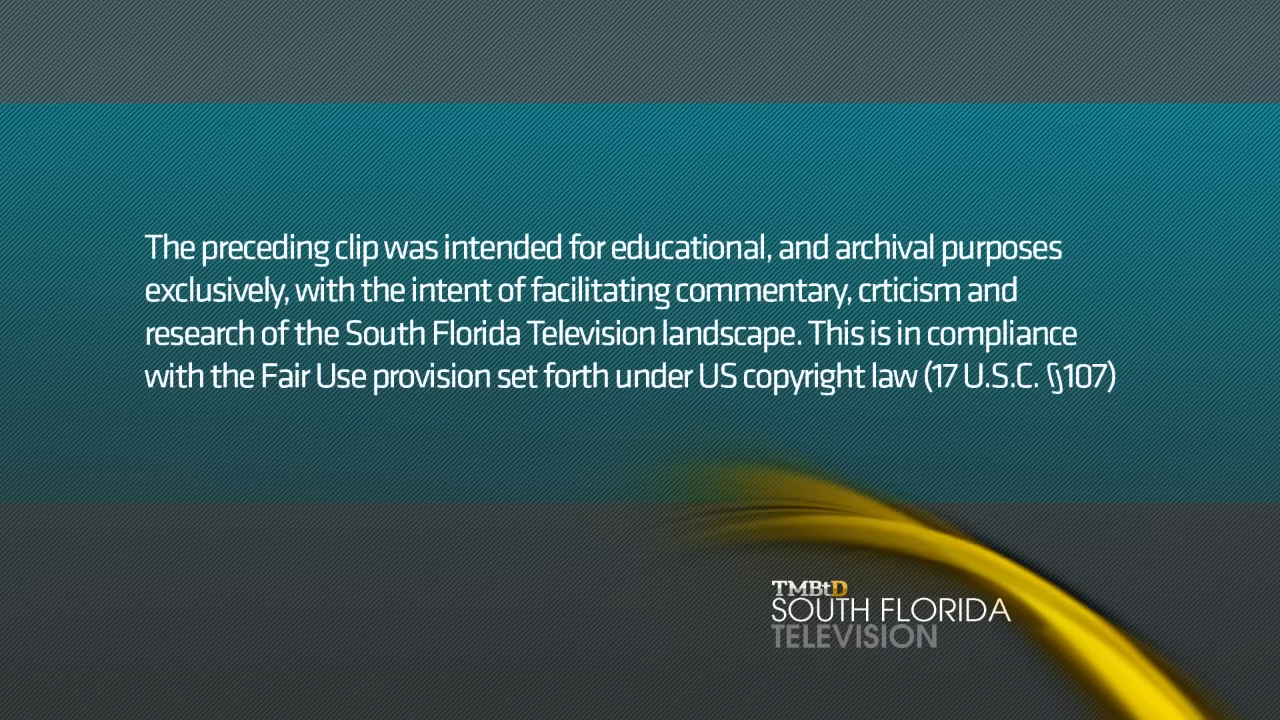 The preceding clip was intended for educational, and archival purposes
exclusively, with the intent of facilitating commentary, crticism and
research of the South Florida Television landscape. This is in compliance
with the Fair Use provision set forth under US copyright law (17 U.S.C. §107)
TMBtD
SOUTH FLORIDA
TELEVISION